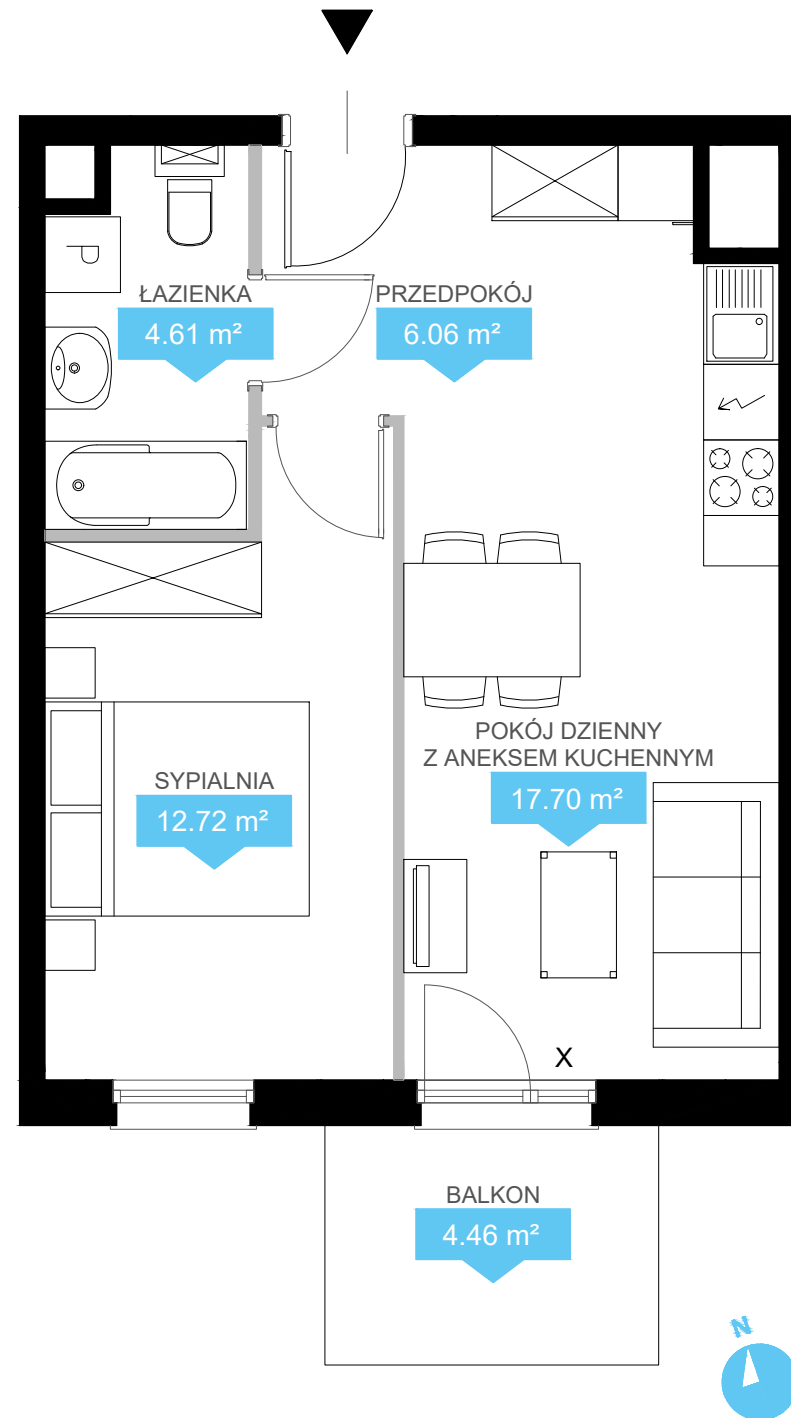 P
ŁAZIENKA
4.61 m²
PRZEDPOKÓJ
6.06 m²
POKÓJ DZIENNY
Z ANEKSEM KUCHENNYM
17.70 m²
SYPIALNIA
12.72 m²
X
BALKON
4.46 m²
N